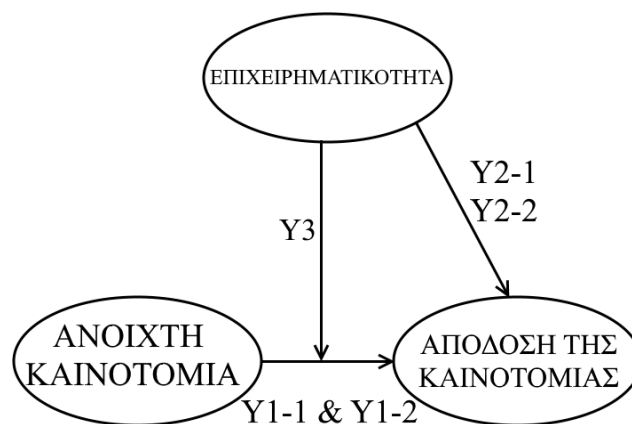 ΕΠΙΧΕΙΡΗΜΑΤΙΚΟΤΗΤΑ
Υ2-1
Υ2-2
Υ3
ΑΝΟΙΧΤΗ
ΚΑΙΝΟΤΟΜΙΑ
ΑΠΟΔΟΣΗ ΤΗΣ
ΚΑΙΝΟΤΟΜΙΑΣ
Υ1-1 & Υ1-2